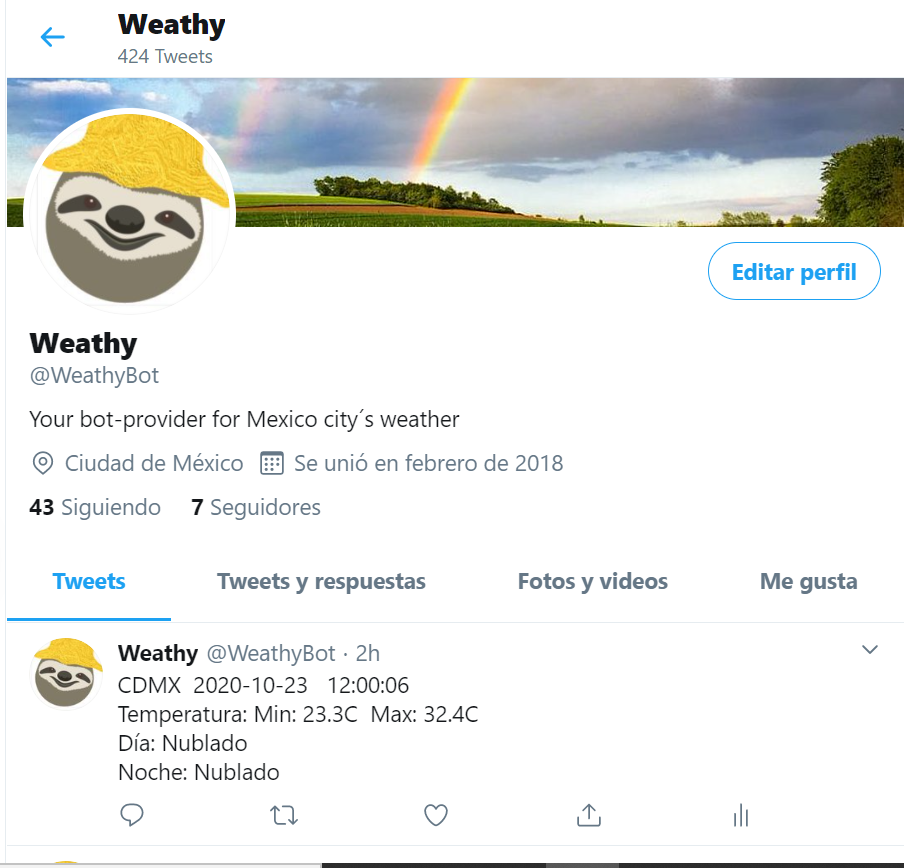 Weathy
424 Tweets
Editar perfil
Weathy
@WeathyBot
Your bot-provider for Mexico city´s weather
Ciudad de México Se unió en febrero de 2018
43 Siguiendo 7 Seguidores
Tweets Tweets y respuestas Fotos y videos Me gusta
Weathy @WeathyBot · 2h
CDMX 2020-10-23 12:00:06
Temperatura: Min: 23.3C Max: 32.4C
Día: Nublado
Noche: Nublado